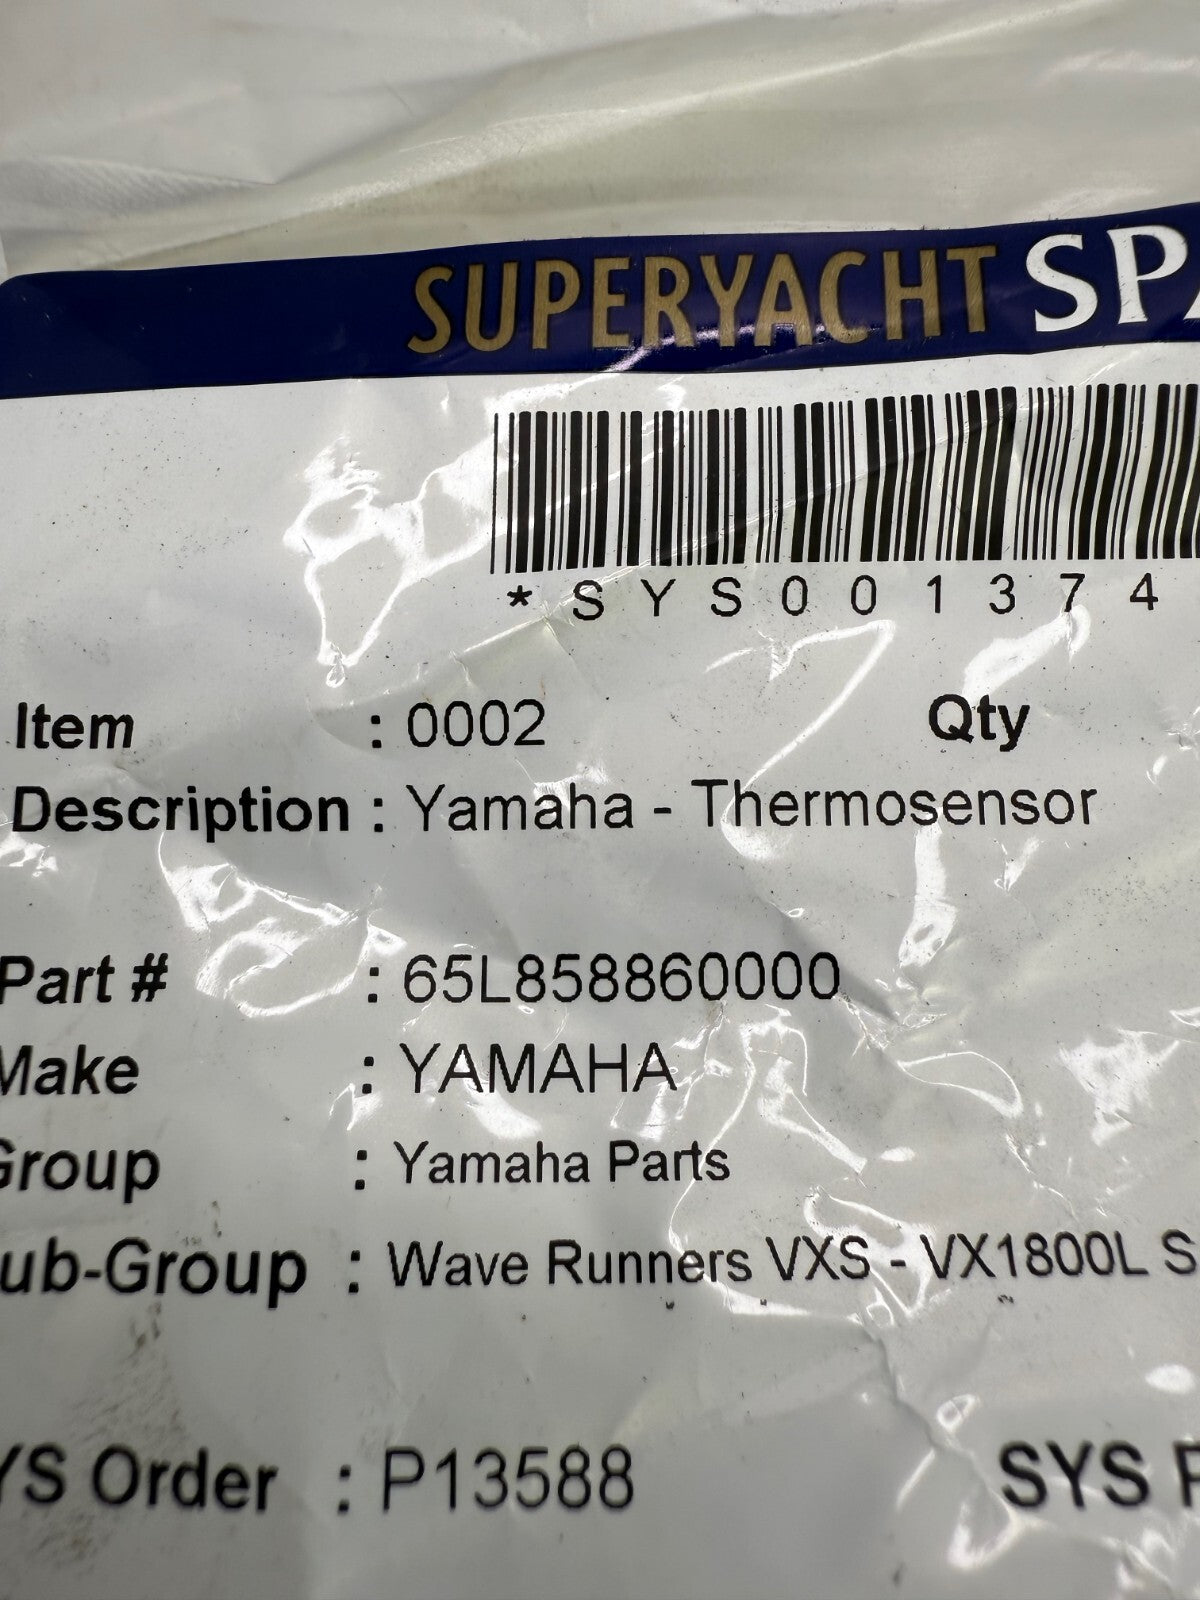 SUPERYACHT SPA
*SYS001374
Item : 0002 Qty
Description : Yamaha - Thermosensor
Part # : 65L858860000
Make : YAMAHA
Group : Yamaha Parts
ub-Group : Wave Runners VXS - VX1800L S
YS Order : P13588 SYS P